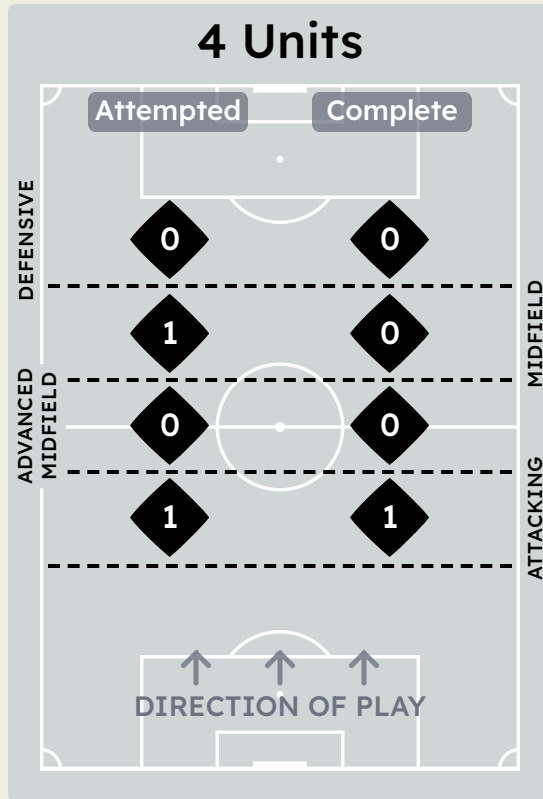 4 Units
Attempted Complete
DEFENSIVE
0 0
MIDFIELD
1 0
ADVANCED
MIDFIELD
0 0
ATTACKING
1 1
DIRECTION OF PLAY